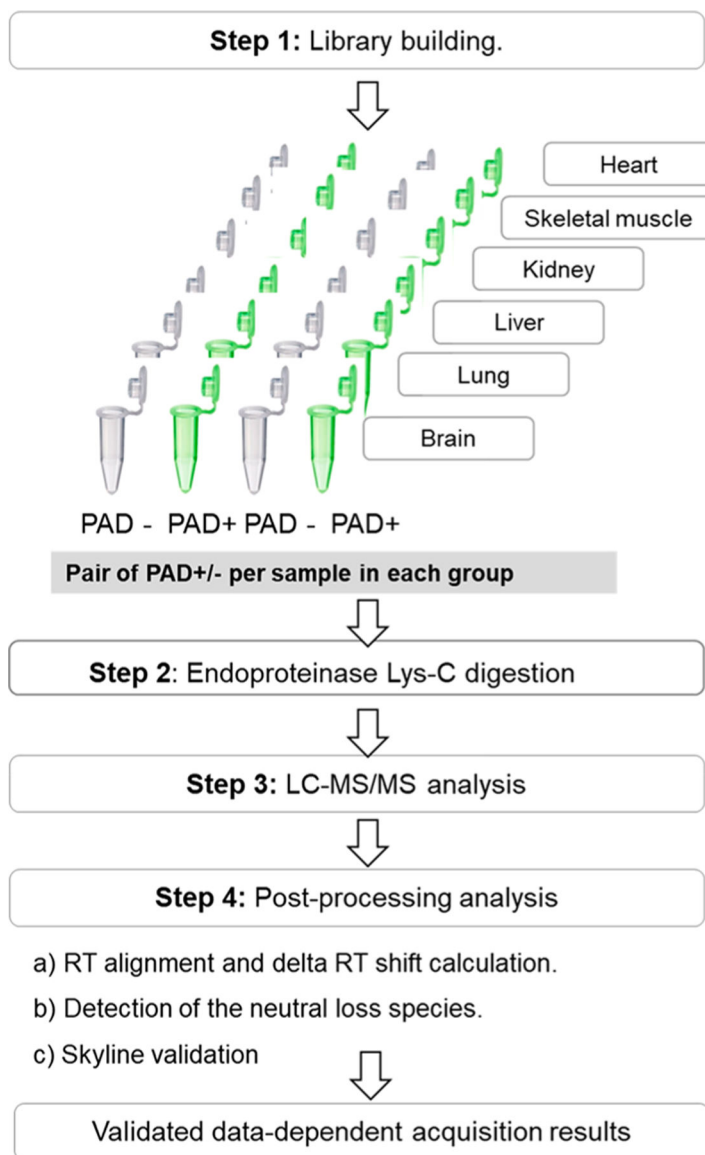 Step 1: Library building.
Heart
Skeletal muscle
Kidney
Liver
Lung
Brain
PAD - PAD+ PAD - PAD+
Pair of PAD+/- per sample in each group
Step 2: Endoproteinase Lys-C digestion
Step 3: LC-MS/MS analysis
Step 4: Post-processing analysis
a) RT alignment and delta RT shift calculation.
b) Detection of the neutral loss species.
c) Skyline validation
Validated data-dependent acquisition results